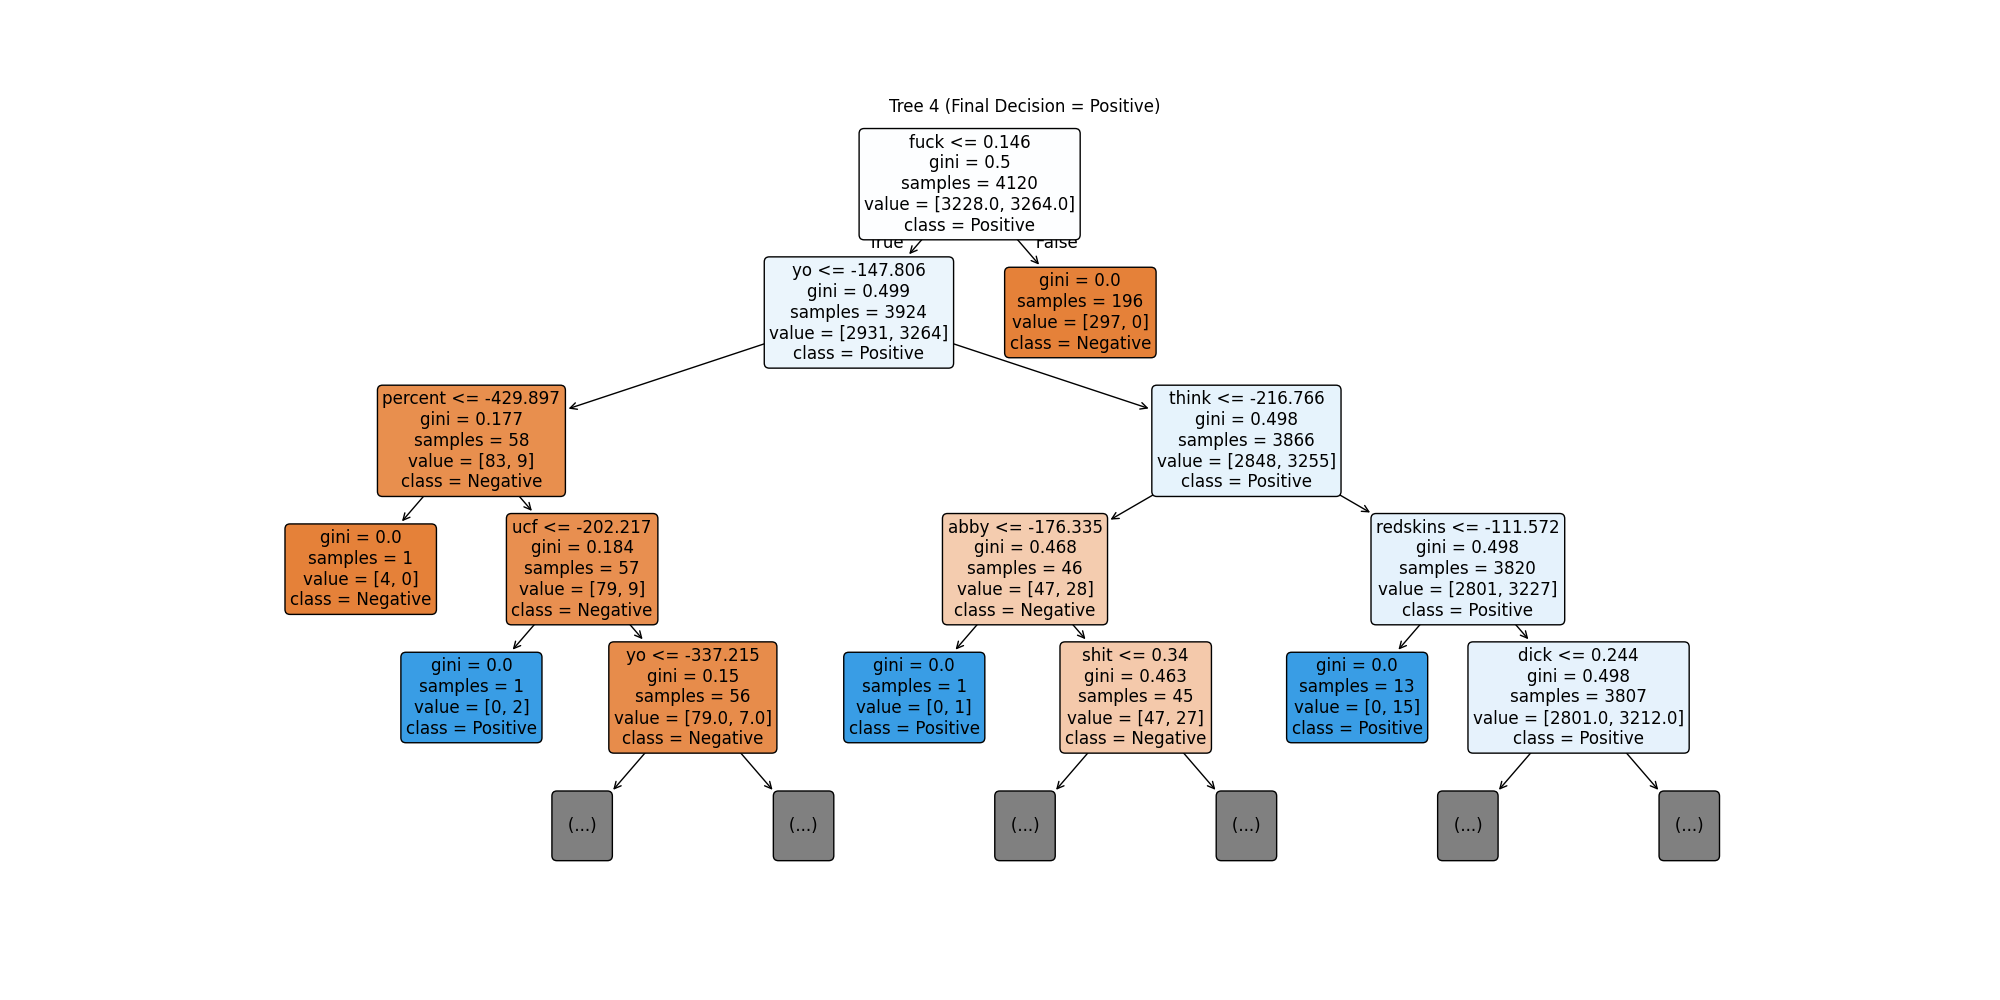 Tree 4 (Final Decision = Positive)
fuck <= 0.146
gini = 0.5
samples = 4120
value = [3228.0, 3264.0]
class = Positive
True
False
yo <= -147.806
gini = 0.499
samples = 3924
value = [2931, 3264]
class = Positive
gini = 0.0
samples = 196
value = [297, 0]
class = Negative
percent <= -429.897
gini = 0.177
samples = 58
value = [83, 9]
class = Negative
think <= -216.766
gini = 0.498
samples = 3866
value = [2848, 3255]
class = Positive
gini = 0.0
samples = 1
value = [4, 0]
class = Negative
ucf <= -202.217
gini = 0.184
samples = 57
value = [79, 9]
class = Negative
abby <= -176.335
gini = 0.468
samples = 46
value = [47, 28]
class = Negative
redskins <= -111.572
gini = 0.498
samples = 3820
value = [2801, 3227]
class = Positive
gini = 0.0
samples = 1
value = [0, 2]
class = Positive
yo <= -337.215
gini = 0.15
samples = 56
value = [79.0, 7.0]
class = Negative
gini = 0.0
samples = 1
value = [0, 1]
class = Positive
shit <= 0.34
gini = 0.463
samples = 45
value = [47, 27]
class = Negative
gini = 0.0
samples = 13
value = [0, 15]
class = Positive
dick <= 0.244
gini = 0.498
samples = 3807
value = [2801.0, 3212.0]
class = Positive
(...)
(...)
(...)
(...)
(...)
(...)